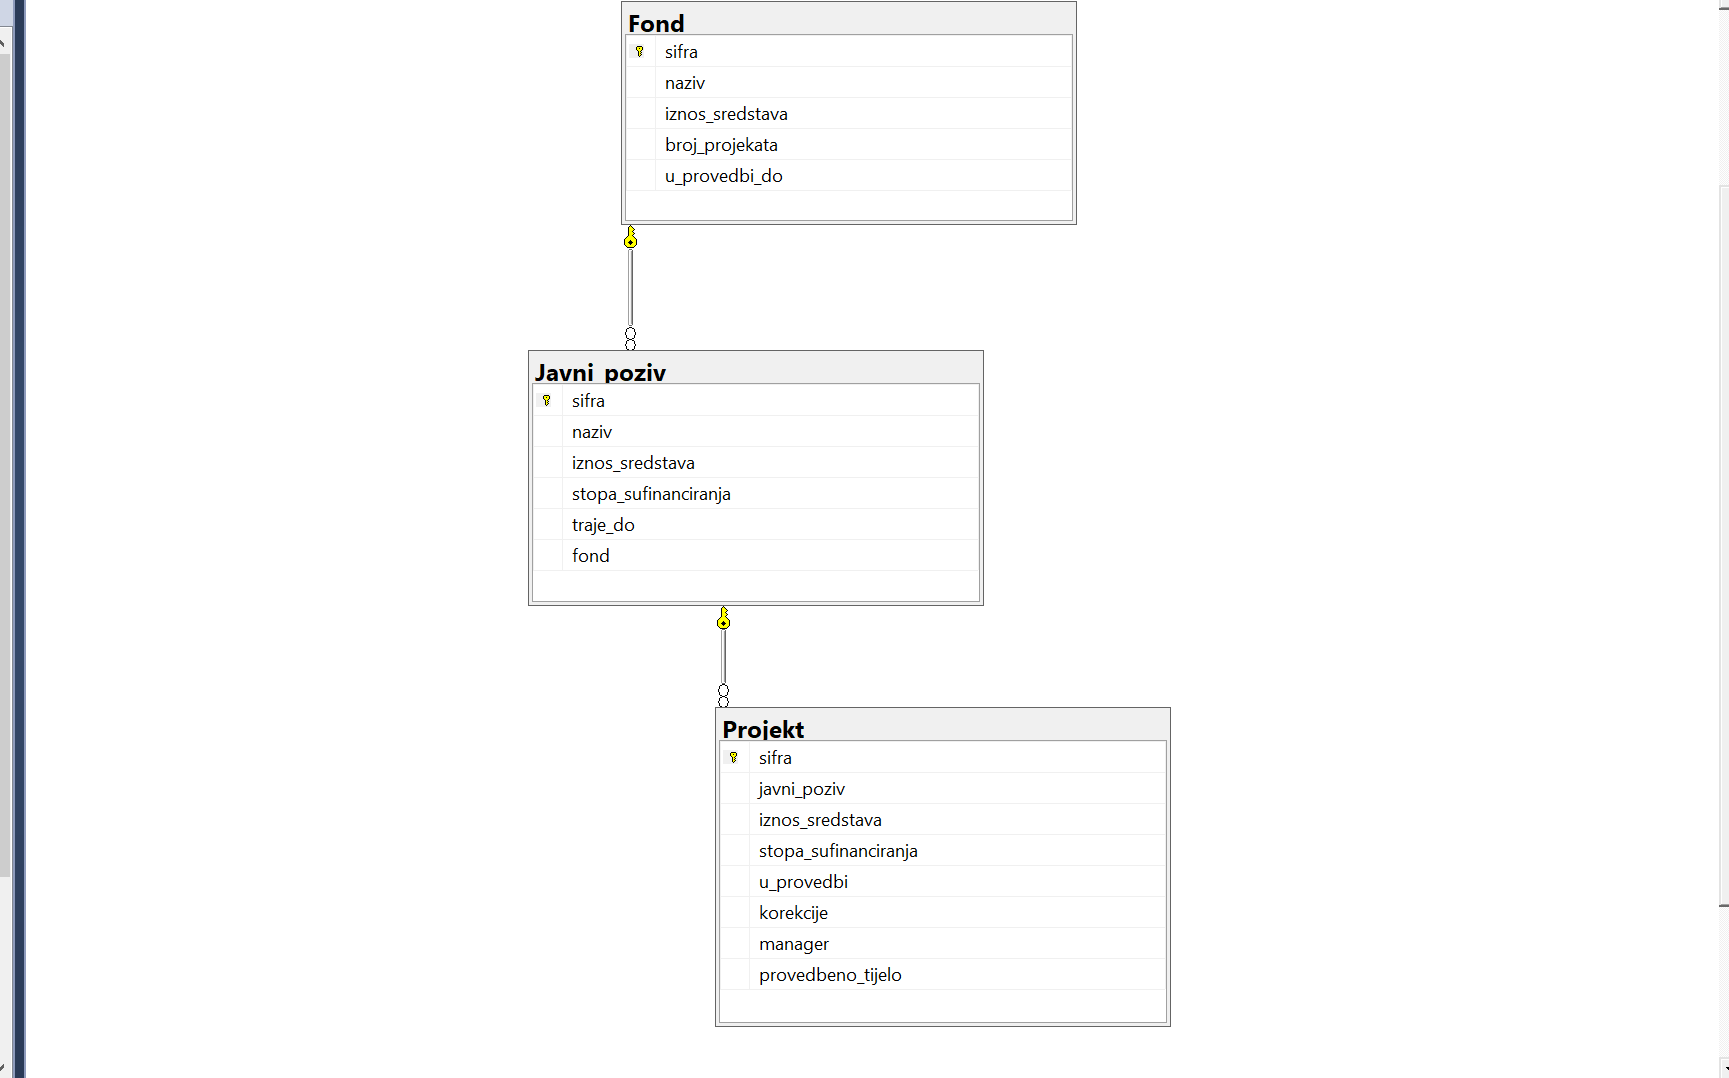 Fond
sifra
naziv
iznos_sredstava
broj_projekata
u_provedbi_do
Javni_poziv
sifra
naziv
iznos_sredstava
stopa_sufinanciranja
traje_do
fond
Projekt
sifra
javni_poziv
iznos_sredstava
stopa_sufinanciranja
u_provedbi
korekcije
manager
provedbeno_tijelo